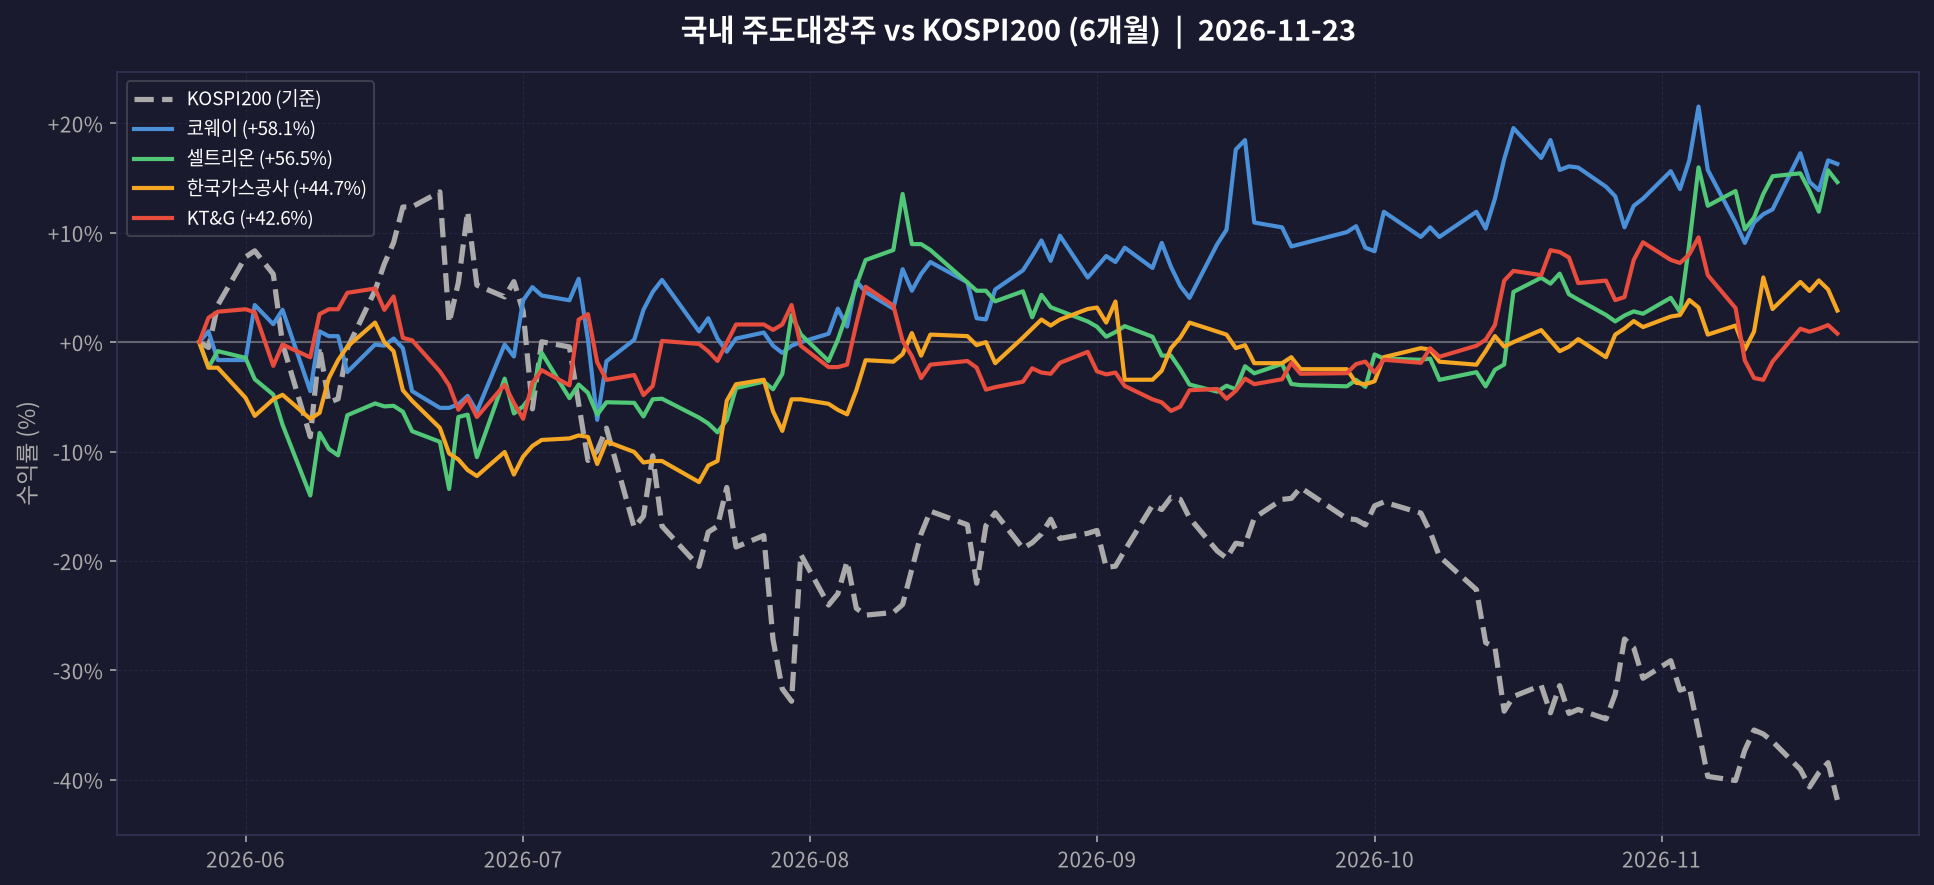 국내 주도대장주 vs KOSPI200 (6개월) | 2026-11-23
KOSPI200 (기준)
코웨이 (+58.1%)
셀트리온 (+56.5%)
한국가스공사 (+44.7%)
KT&G (+42.6%)
수익률 (%)
+20%
+10%
+0%
-10%
-20%
-30%
-40%
2026-06
2026-07
2026-08
2026-09
2026-10
2026-11